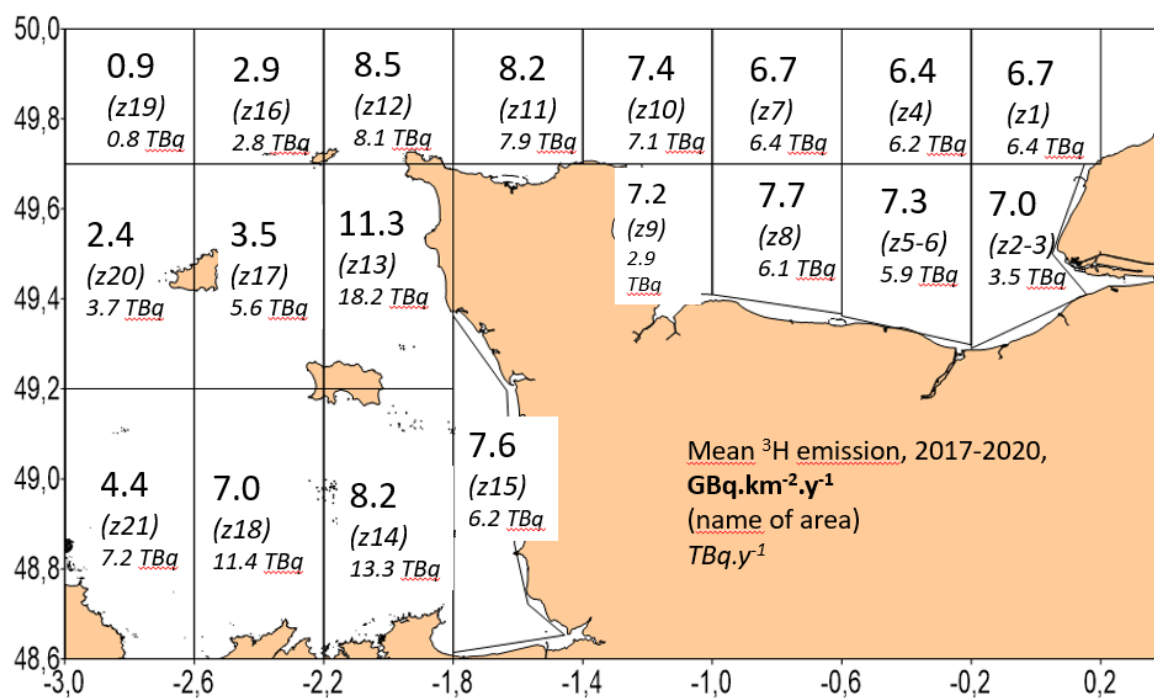 50,0
0.9
(z19)
0.8 TBq
2.9
(z16)
2.8 TBq
8.5
(z12)
8.1 TBq
8.2
(z11)
7.9 TBq
7.4
(z10)
7.1 TBq
6.7
(z7)
6.4 TBq
6.4
(z4)
6.2 TBq
6.7
(z1)
6.4 TBq
49,8
49,6
2.4
(z20)
3.7 TBq
3.5
(z17)
5.6 TBq
11.3
(z13)
18.2 TBq
7.2
(z9)
2.9
TBq
7.7
(z8)
6.1 TBq
7.3
(z5-6)
5.9 TBq
7.0
(z2-3)
3.5 TBq
49,4
49,2
49,0
4.4
(z21)
7.2 TBq
7.0
(z18)
11.4 TBq
8.2
(z14)
13.3 TBq
7.6
(z15)
6.2 TBq
Mean ³H emission, 2017-2020,
GBq.km⁻².y⁻¹
(name of area)
TBq.y⁻¹
48,8
48,6
-3,0 -2,6 -2,2 -1,8 -1,4 -1,0 -0,6 -0,2 0,2